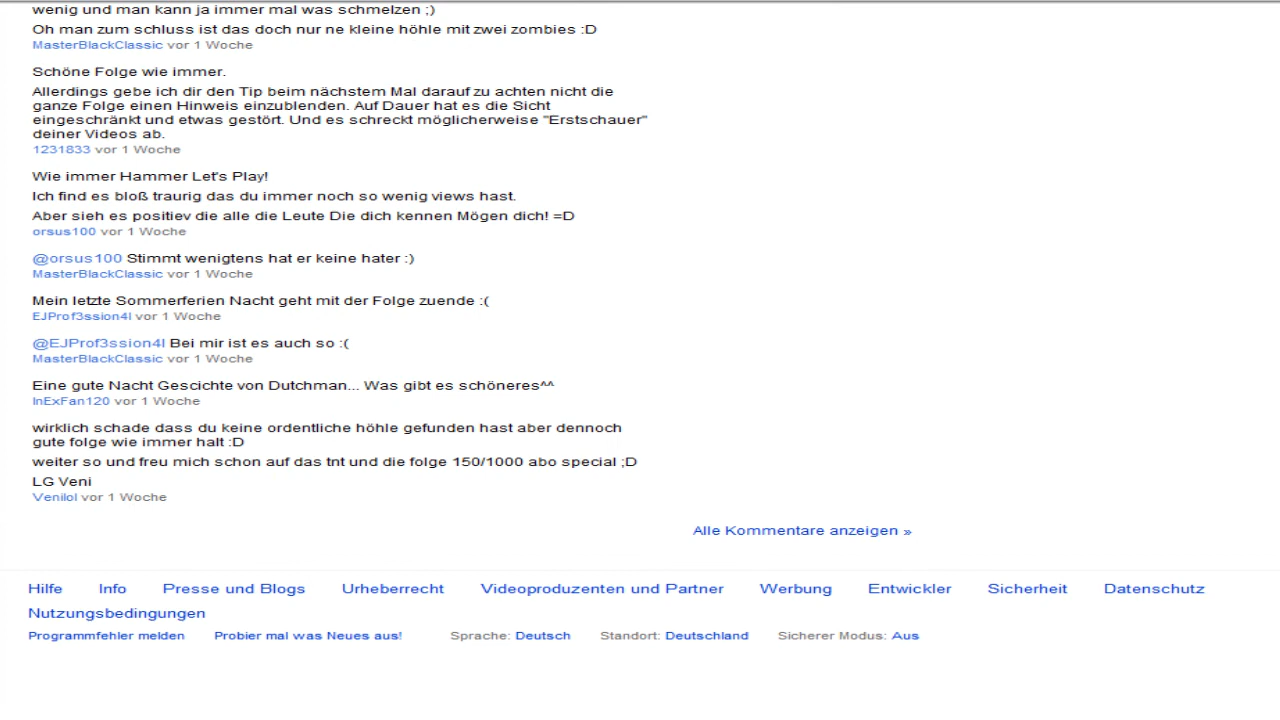 wenig und man kann ja immer mal was schmelzen ;)
Oh man zum schluss ist das doch nur ne kleine höhle mit zwei zombies :D
MasterBlackClassic vor 1 Woche
Schöne Folge wie immer.
Allerdings gebe ich dir den Tip beim nächstem Mal darauf zu achten nicht die
ganze Folge einen Hinweis einzublenden. Auf Dauer hat es die Sicht
eingeschränkt und etwas gestört. Und es schreckt möglicherweise "Erstschauer"
deiner Videos ab.
1231833 vor 1 Woche
Wie immer Hammer Let's Play!
Ich find es bloß traurig das du immer noch so wenig views hast.
Aber sieh es positiev die alle die Leute Die dich kennen Mögen dich! =D
orsus100 vor 1 Woche
@orsus100 Stimmt wenigtens hat er keine hater :)
MasterBlackClassic vor 1 Woche
Mein letzte Sommerferien Nacht geht mit der Folge zuende :(
EJProf3ssion4l vor 1 Woche
@EJProf3ssion4l Bei mir ist es auch so :(
MasterBlackClassic vor 1 Woche
Eine gute Nacht Gescichte von Dutchman... Was gibt es schöneres^^
InExFan120 vor 1 Woche
wirklich schade dass du keine ordentliche höhle gefunden hast aber dennoch
gute folge wie immer halt :D
weiter so und freu mich schon auf das tnt und die folge 150/1000 abo special ;D
LG Veni
Venilol vor 1 Woche
Alle Kommentare anzeigen »
Hilfe Info Presse und Blogs Urheberrecht Videoproduzenten und Partner Werbung Entwickler Sicherheit Datenschutz
Nutzungsbedingungen
Programmfehler melden Probier mal was Neues aus! Sprache: Deutsch Standort: Deutschland Sicherer Modus: Aus